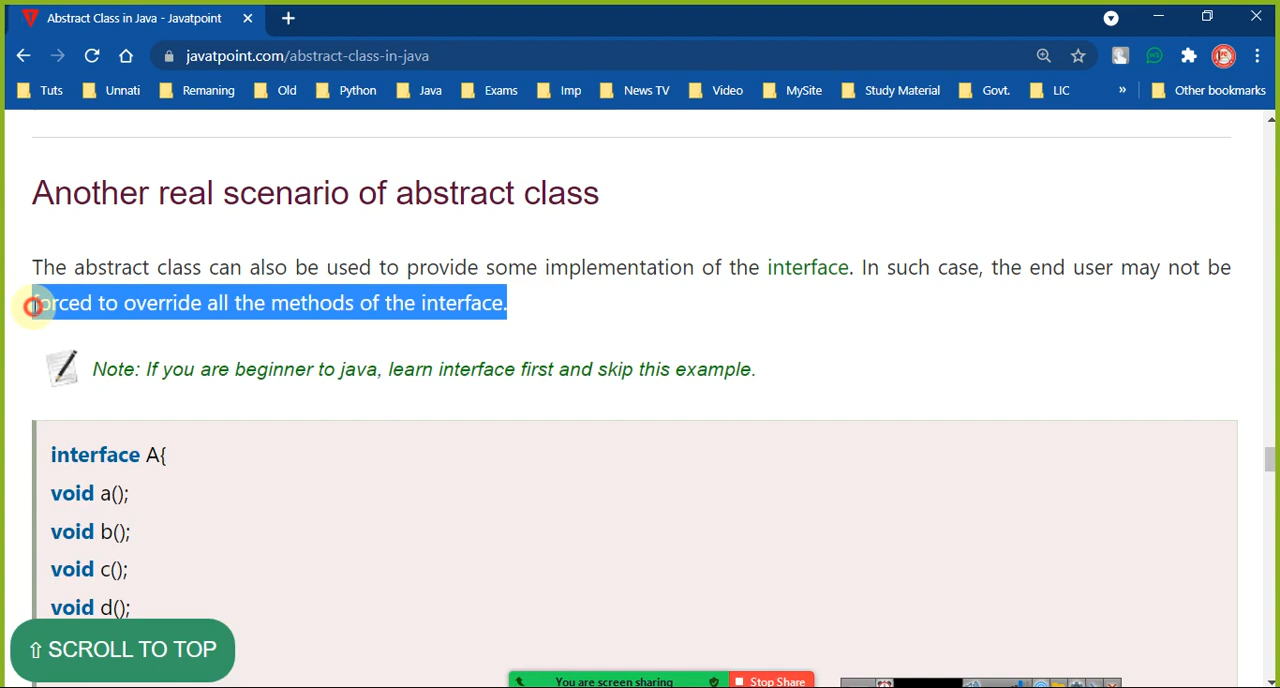 Abstract Class in Java - Javatpoint
javatpoint.com/abstract-class-in-java
Tuts Unnati Remaning Old Python Java Exams Imp News TV Video MySite Study Material Govt. LIC » Other bookmarks
Another real scenario of abstract class
The abstract class can also be used to provide some implementation of the interface. In such case, the end user may not be
forced to override all the methods of the interface.
Note: If you are beginner to java, learn interface first and skip this example.
interface A{
void a();
void b();
void c();
void d();
⇧ SCROLL TO TOP
You are screen sharing Stop Share